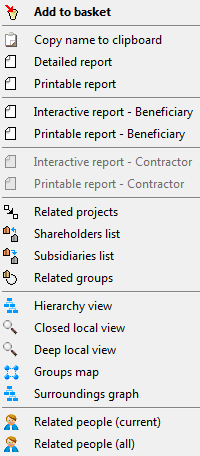 Add to basket
Copy name to clipboard
Detailed report
Printable report
Interactive report - Beneficiary
Printable report - Beneficiary
Interactive report - Contractor
Printable report - Contractor
Related projects
Shareholders list
Subsidiaries list
Related groups
Hierarchy view
Closed local view
Deep local view
Groups map
Surroundings graph
Related people (current)
Related people (all)